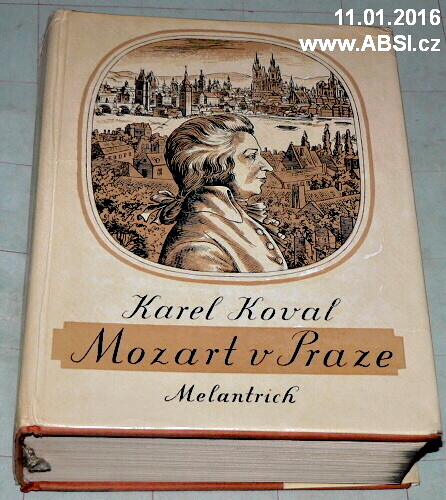 11.01.2016
www.ABSI.cz
Karel Koval
Mozart v Praze
Melantrich